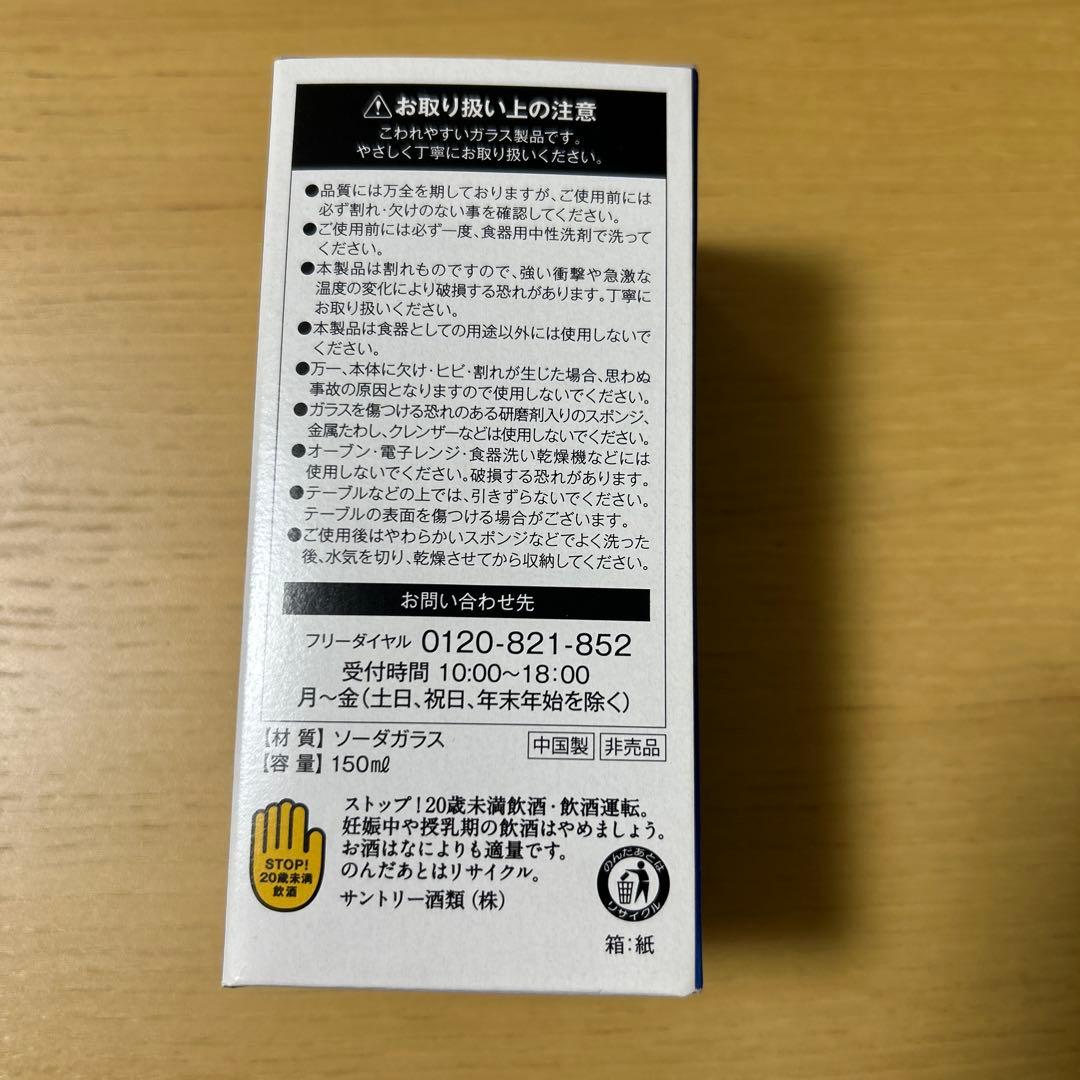 ⚠お取り扱い上の注意
こわれやすいガラス製品です。
やさしく丁寧にお取り扱いください。
●品質には万全を期しておりますが、ご使用前には
必ず割れ・欠けのない事を確認してください。
●ご使用前には必ず一度、食器用中性洗剤で洗って
ください。
●本製品は割れものですので、強い衝撃や急激な
温度の変化により破損する恐れがあります。丁寧に
お取り扱いください。
●本製品は食器としての用途以外には使用しないで
ください。
●万一、本体に欠け・ヒビ・割れが生じた場合、思わぬ
事故の原因となりますので使用しないでください。
●ガラスを傷つける恐れのある研磨剤入りのスポンジ、
金属たわし、クレンザーなどは使用しないでください。
●オーブン・電子レンジ・食器洗い乾燥機などには
使用しないでください。破損する恐れがあります。
●テーブルなどの上では、引きずらないでください。
テーブルの表面を傷つける場合がございます。
●ご使用後はやわらかいスポンジなどでよく洗った
後、水気を切り、乾燥させてから収納してください。
お問い合わせ先
フリーダイヤル 0120-821-852
受付時間 10:00～18:00
月～金(土日、祝日、年末年始を除く)
【材 質】ソーダガラス
中国製 非売品
【容 量】150㎖
ストップ!20歳未満飲酒・飲酒運転。
妊娠中や授乳期の飲酒はやめましょう。
お酒はなによりも適量です。
のんだあとはリサイクル。
サントリー酒類(株)
STOP!
20歳未満
飲酒
のんだあとは
リサイクル
箱:紙